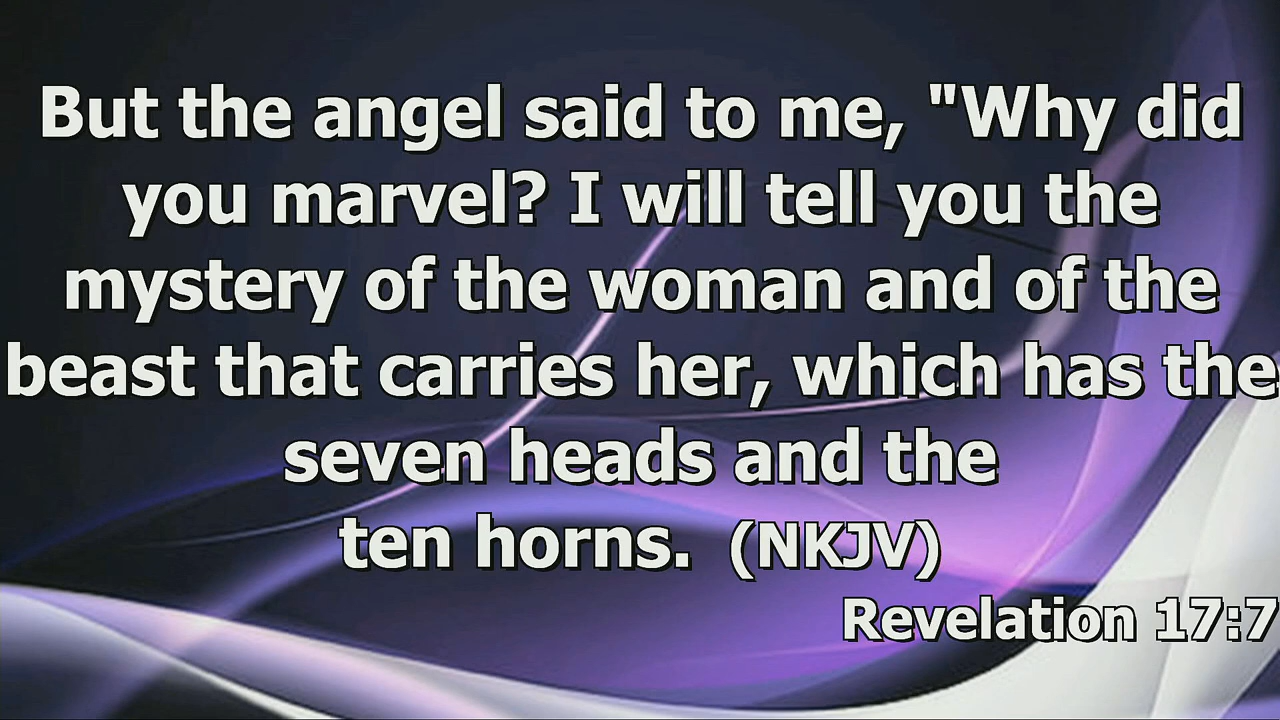 But the angel said to me, "Why did
you marvel? I will tell you the
mystery of the woman and of the
beast that carries her, which has the
seven heads and the
ten horns. (NKJV)
Revelation 17:7